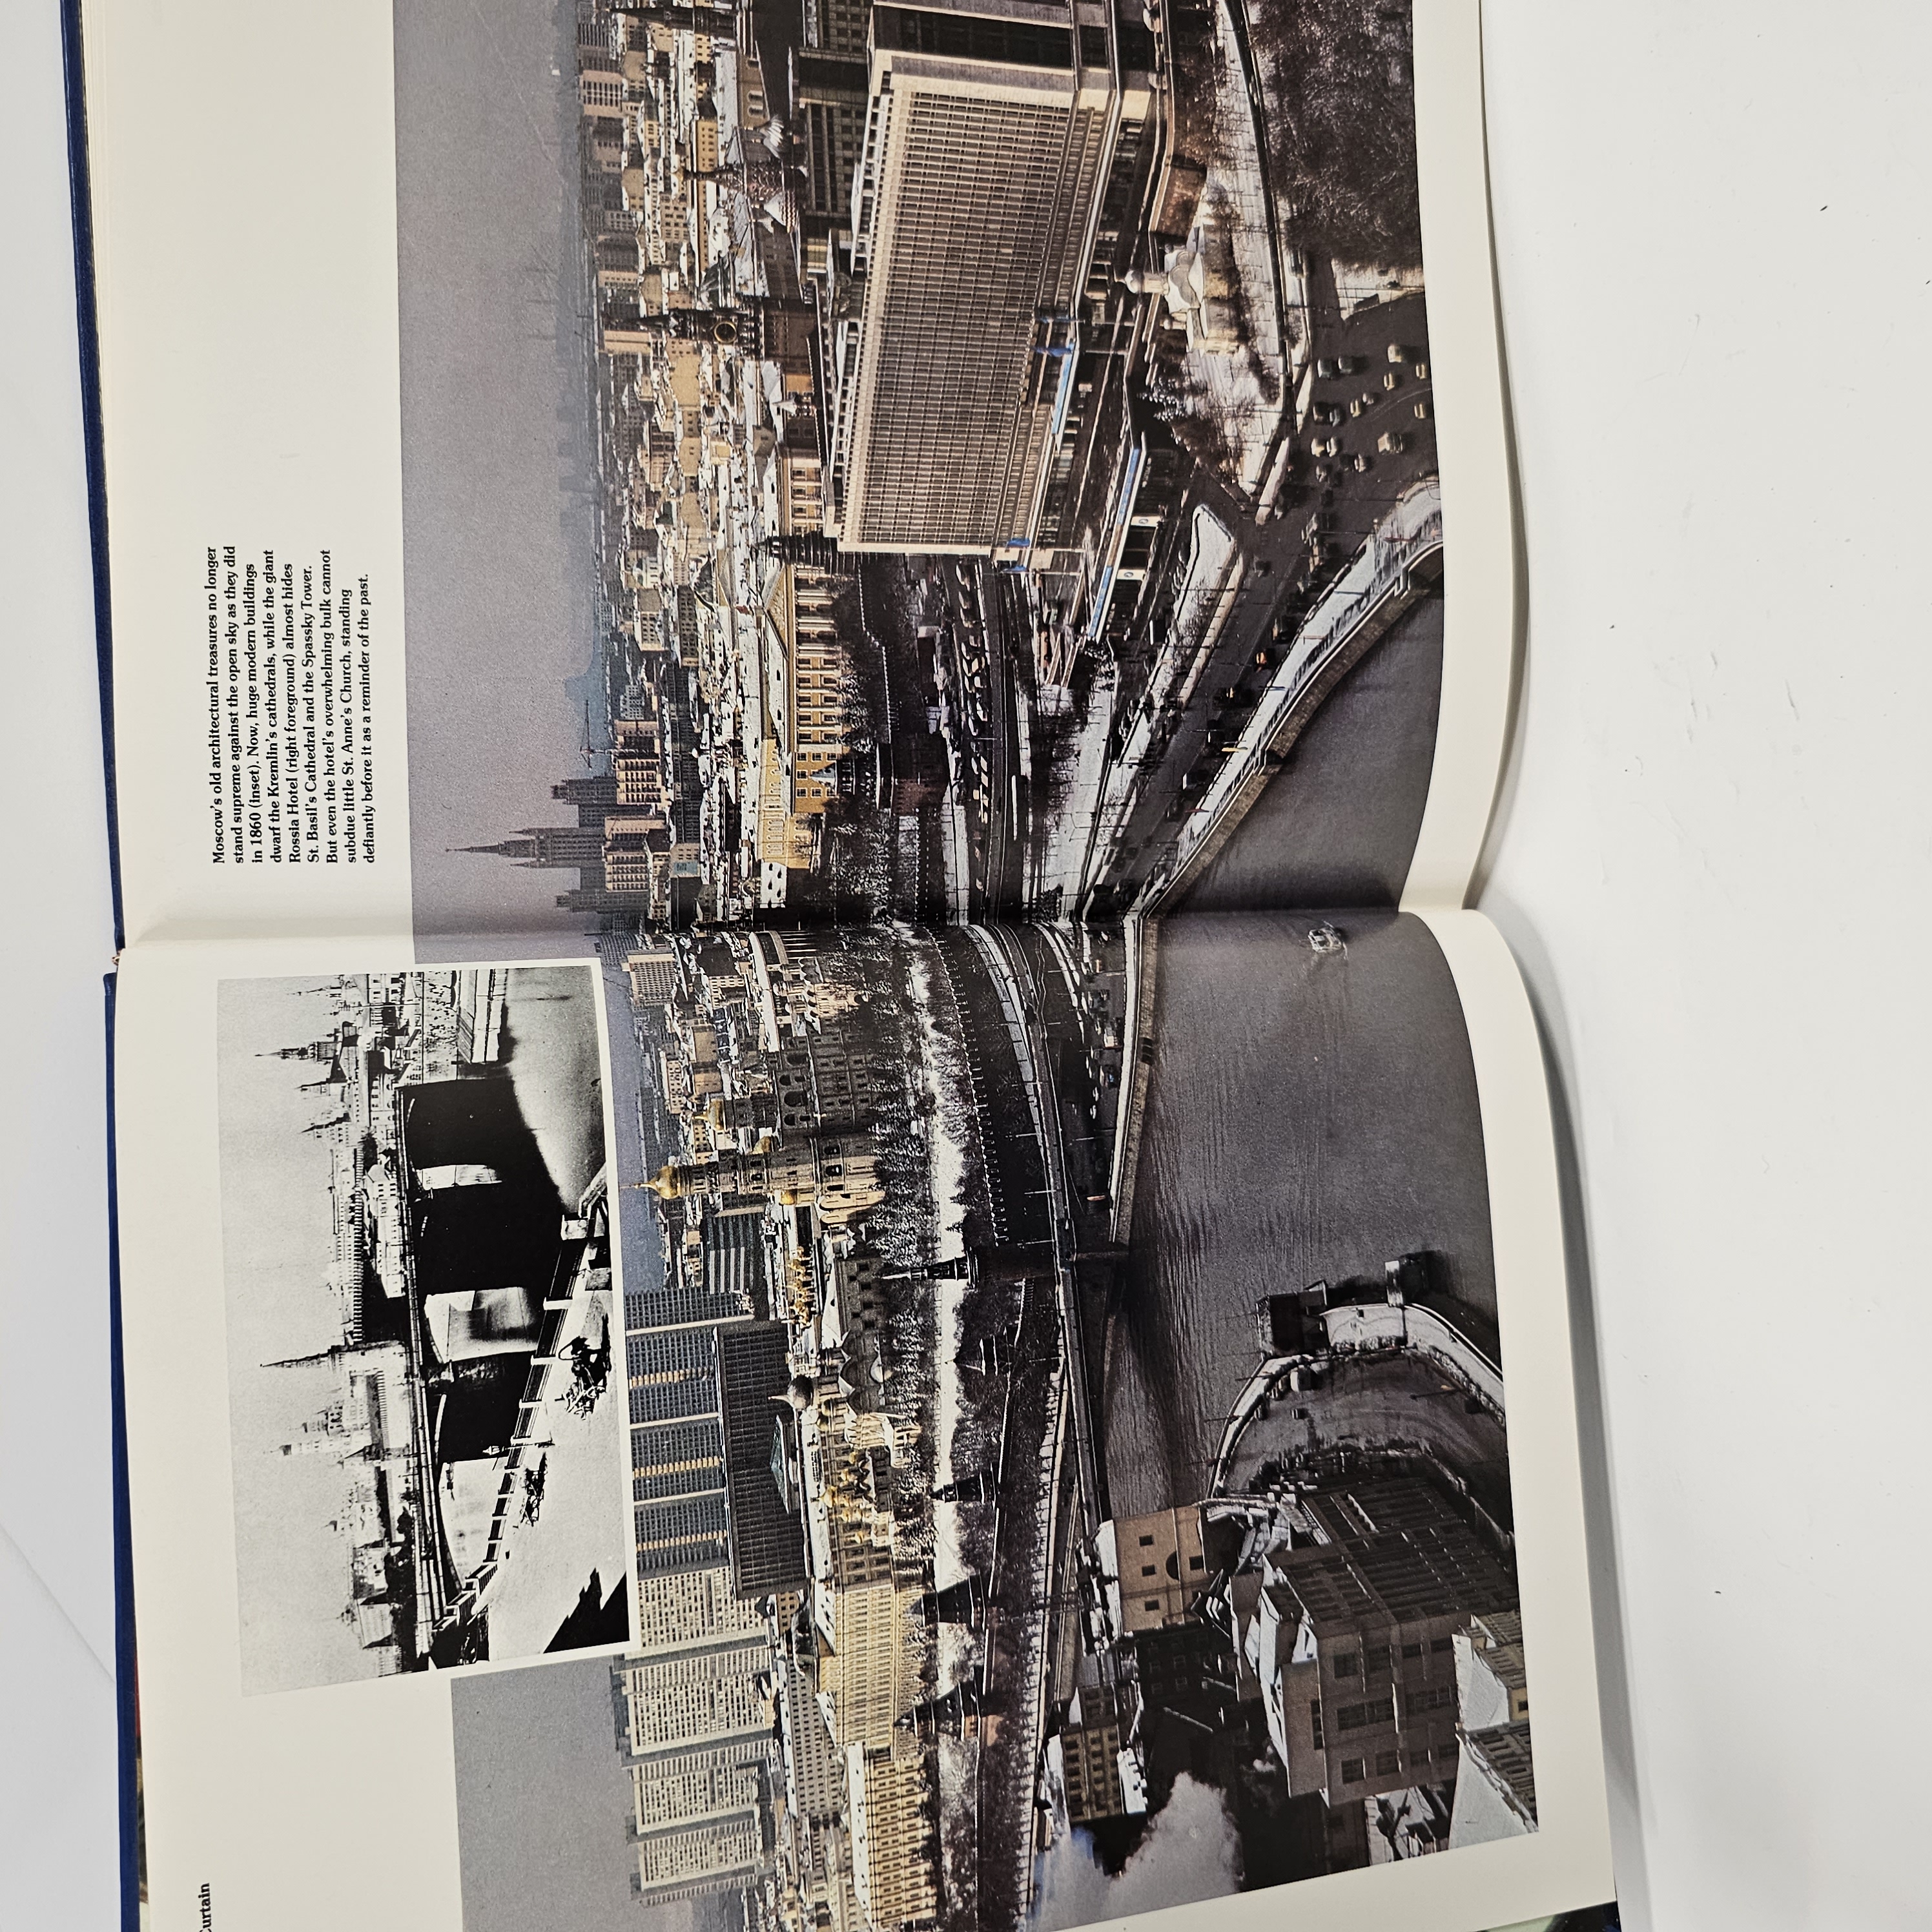 Curtain
Moscow's old architectural treasures no longer
stand supreme against the open sky as they did
in 1860 (inset). Now, huge modern buildings
dwarf the Kremlin's cathedrals, while the giant
Rossia Hotel (right foreground) almost hides
St. Basil's Cathedral and the Spassky Tower.
But even the hotel's overwhelming bulk cannot
subdue little St. Anne's Church, standing
defiantly before it as a reminder of the past.